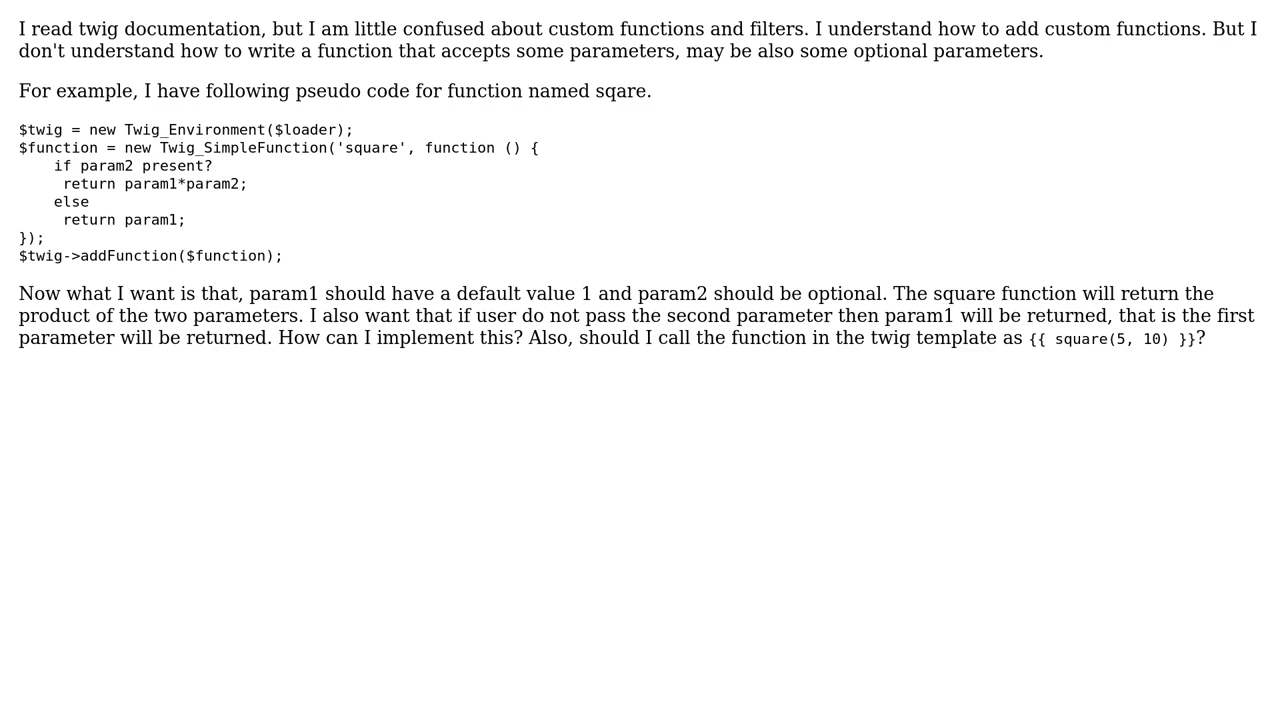 I read twig documentation, but I am little confused about custom functions and filters. I understand how to add custom functions. But I
don't understand how to write a function that accepts some parameters, may be also some optional parameters.
For example, I have following pseudo code for function named sqare.
$twig = new Twig_Environment($loader);
$function = new Twig_SimpleFunction('square', function () {
    if param2 present?
     return param1*param2;
    else
     return param1;
});
$twig->addFunction($function);
Now what I want is that, param1 should have a default value 1 and param2 should be optional. The square function will return the
product of the two parameters. I also want that if user do not pass the second parameter then param1 will be returned, that is the first
parameter will be returned. How can I implement this? Also, should I call the function in the twig template as {{ square(5, 10) }}?